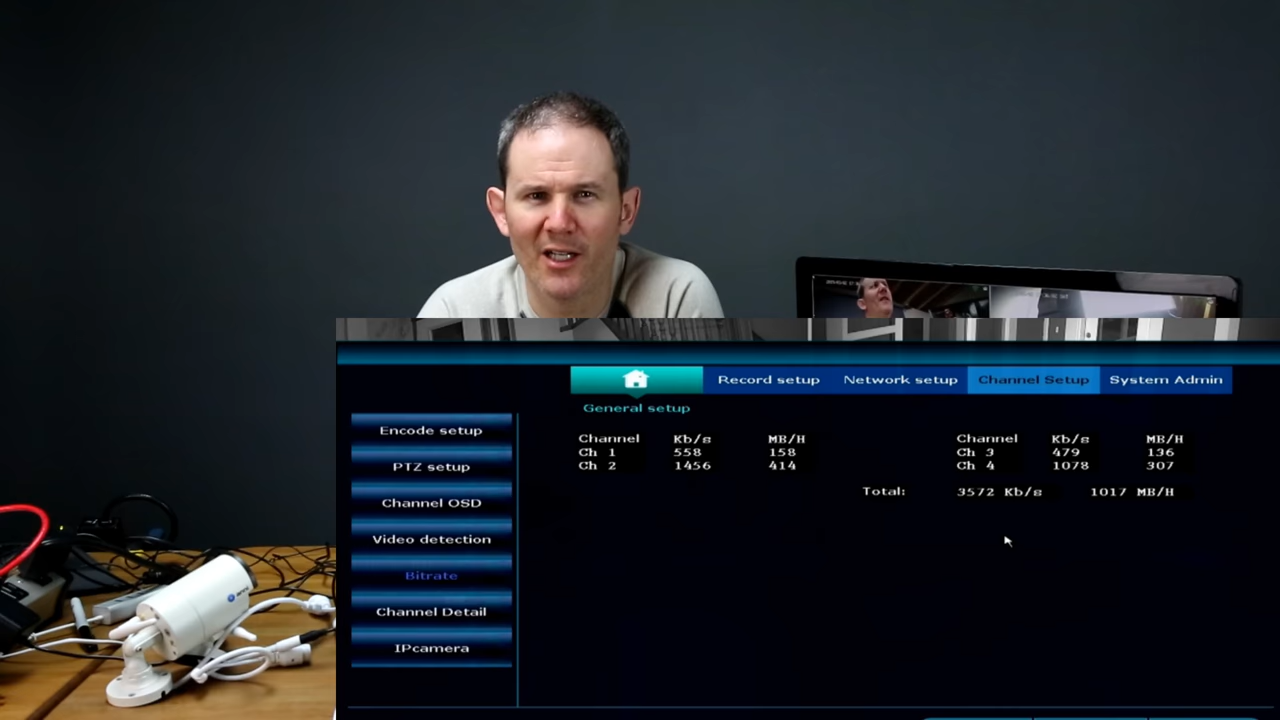 Record setup Network setup Channel Setup System Admin
General setup
Encode setup
PTZ setup
Channel OSD
Video detection
Bitrate
Channel Detail
IPcamera
Channel Kb/s MB/H
Ch 1 558 158
Ch 2 1456 414
Channel Kb/s MB/H
Ch 3 479 136
Ch 4 1078 307
Total: 3572 Kb/s 1017 MB/H